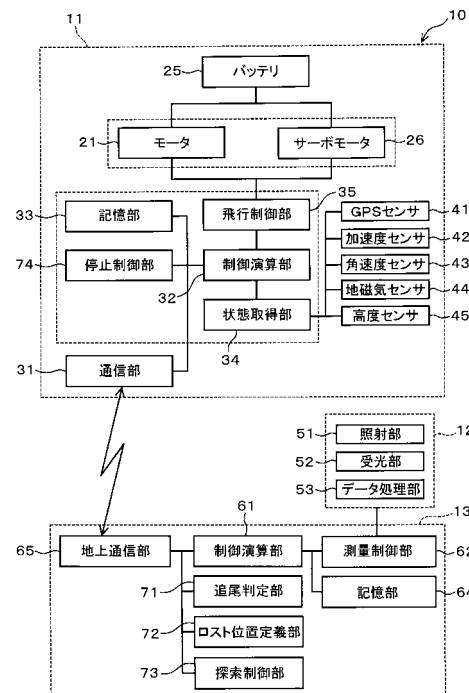 11
10
25
バッテリ
21
モータ
サーボモータ
26
35
33
記憶部
飛行制御部
GPSセンサ
41
加速度センサ
42
74
停止制御部
制御演算部
角速度センサ
43
32
地磁気センサ
44
状態取得部
高度センサ
45
34
31
通信部
51
照射部
12
52
受光部
53
データ処理部
61
13
65
地上通信部
制御演算部
測量制御部
62
71
追尾判定部
記憶部
64
72
ロスト位置定義部
73
探索制御部